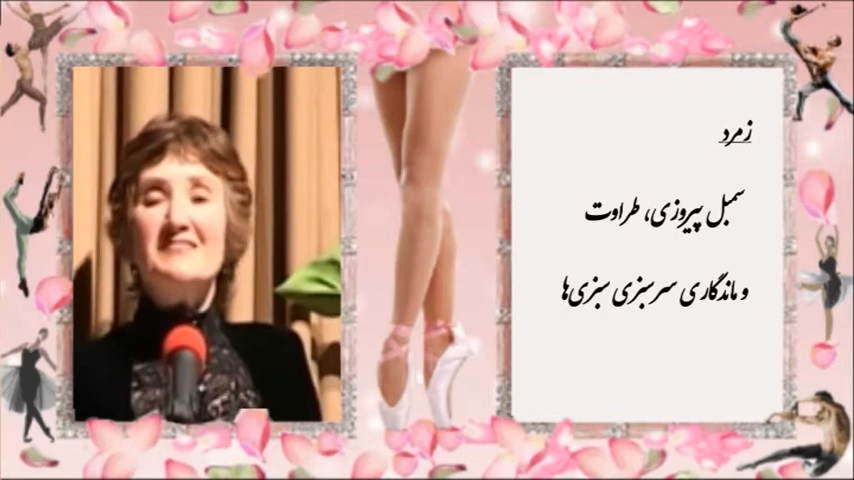 زمرد
سمبل پیروزی، طراوت
و ماندگاری سرسبزی سبزی‌ها